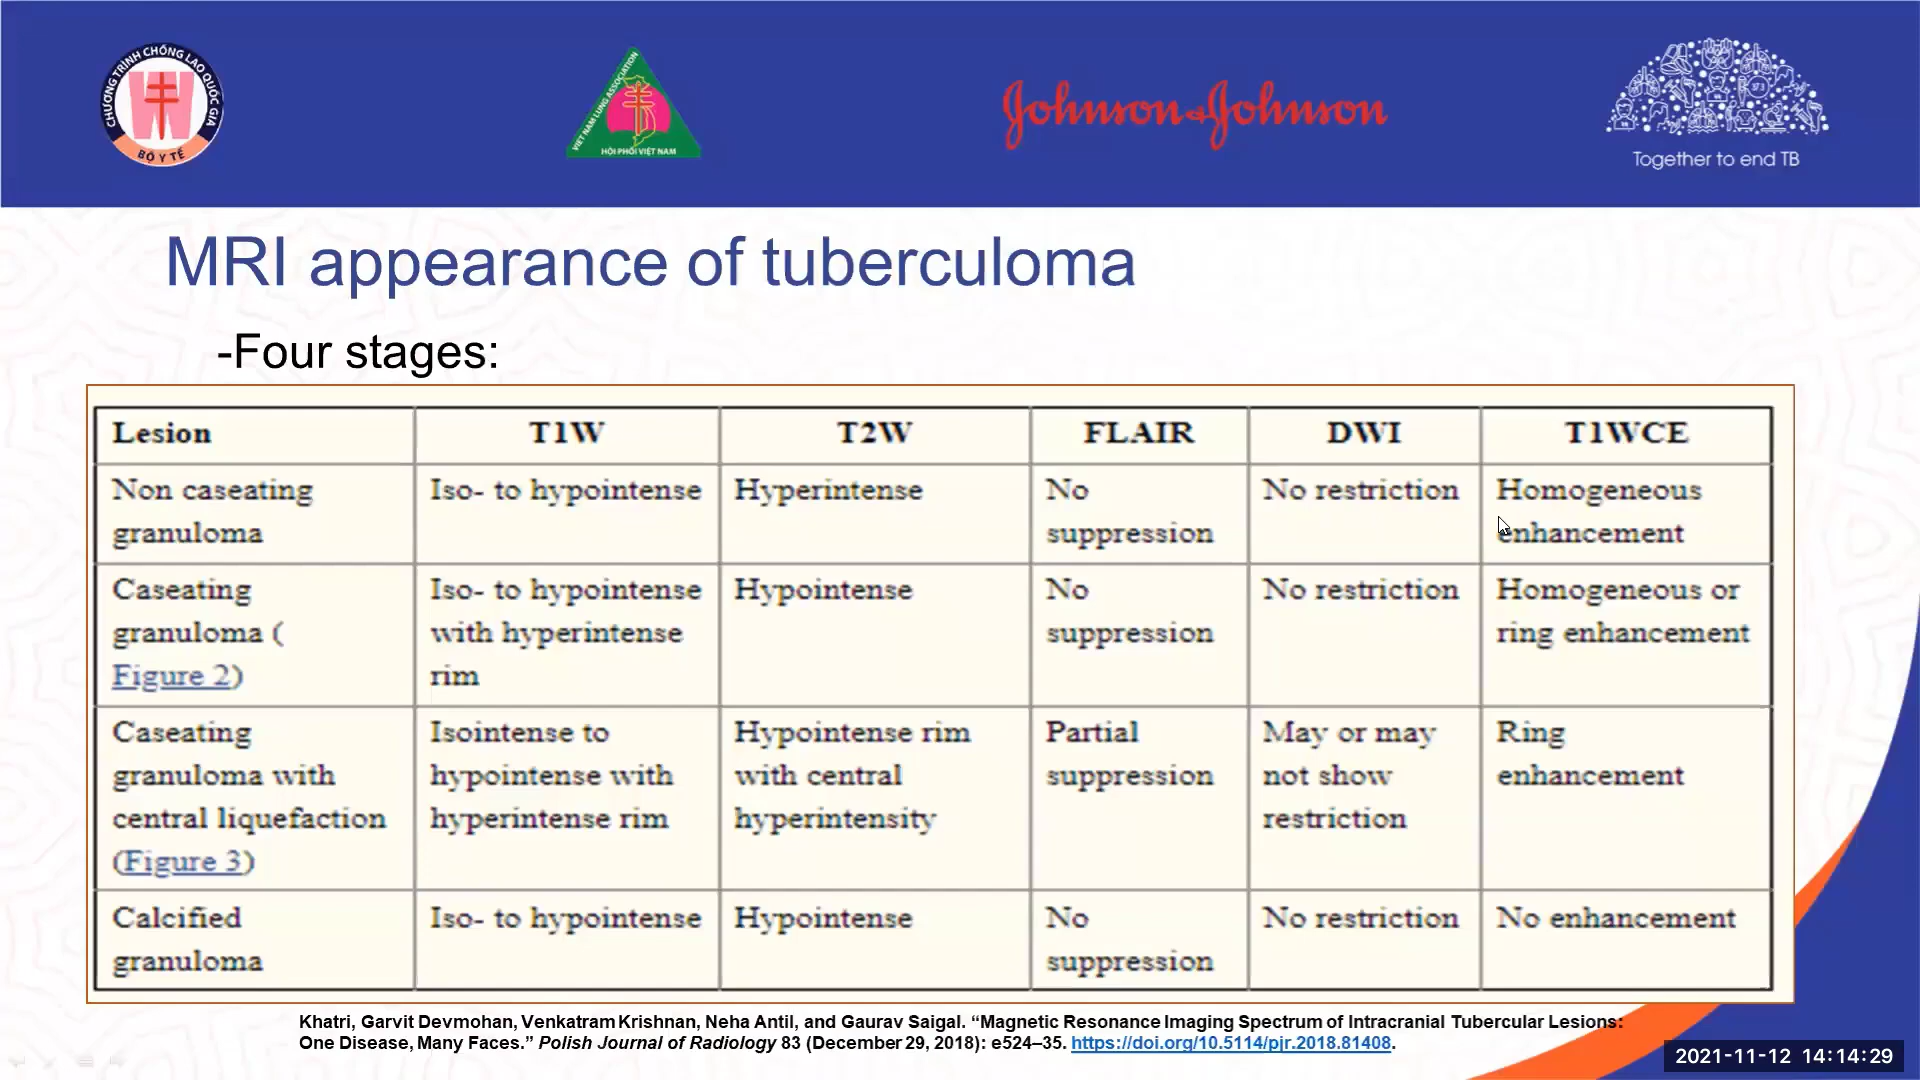 CHƯƠNG TRÌNH CHỐNG LAO QUỐC GIA
BỘ Y TẾ
VIET NAM LUNG ASSOCIATION
HỘI PHỔI VIỆT NAM
Johnson & Johnson
Together to end TB
MRI appearance of tuberculoma
-Four stages:
Lesion T1W T2W FLAIR DWI T1WCE
Non caseating granuloma Iso- to hypointense Hyperintense No suppression No restriction Homogeneous enhancement
Caseating granuloma (Figure 2) Iso- to hypointense with hyperintense rim Hypointense No suppression No restriction Homogeneous or ring enhancement
Caseating granuloma with central liquefaction (Figure 3) Isointense to hypointense with hyperintense rim Hypointense rim with central hyperintensity Partial suppression May or may not show restriction Ring enhancement
Calcified granuloma Iso- to hypointense Hypointense No suppression No restriction No enhancement
Khatri, Garvit Devmohan, Venkatram Krishnan, Neha Antil, and Gaurav Saigal. “Magnetic Resonance Imaging Spectrum of Intracranial Tubercular Lesions:
One Disease, Many Faces.” Polish Journal of Radiology 83 (December 29, 2018): e524–35. https://doi.org/10.5114/pjr.2018.81408.
2021-11-12 14:14:29